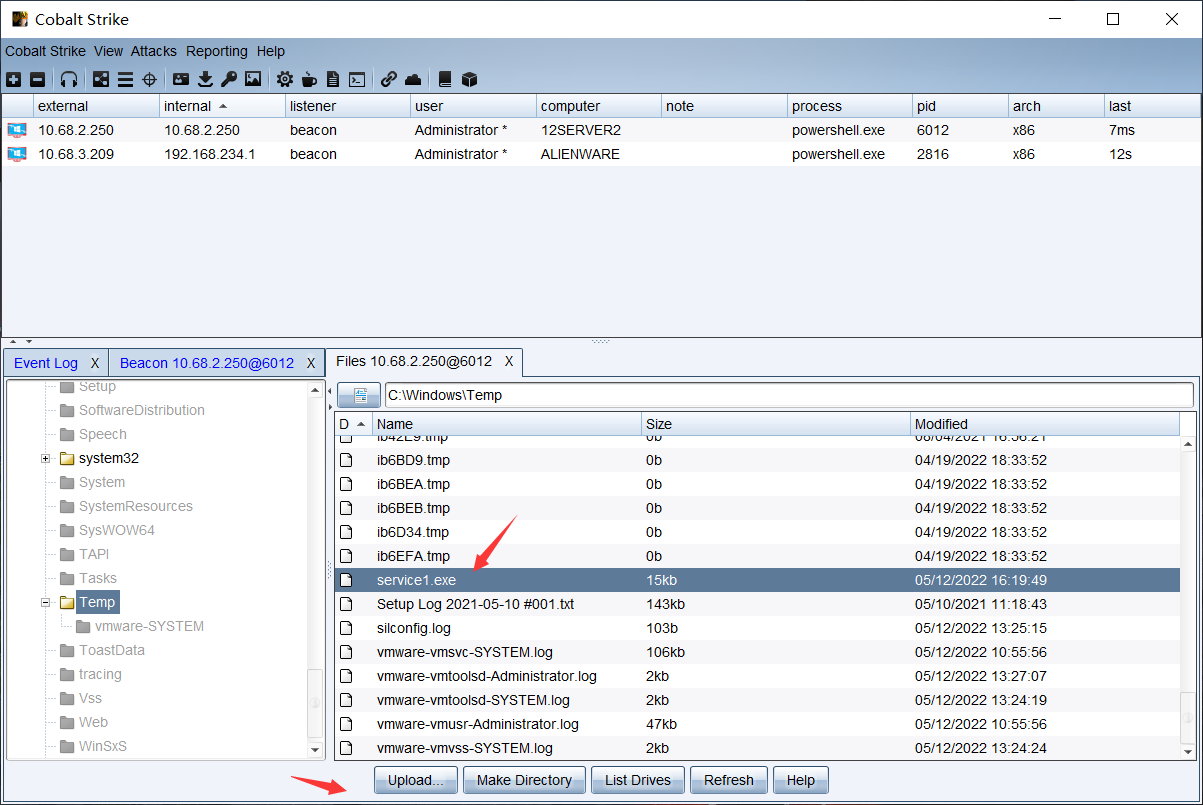 Cobalt Strike
Cobalt Strike View Attacks Reporting Help
external internal listener user computer note process pid arch last
10.68.2.250 10.68.2.250 beacon Administrator * 12SERVER2 powershell.exe 6012 x86 7ms
10.68.3.209 192.168.234.1 beacon Administrator * ALIENWARE powershell.exe 2816 x86 12s
Event Log X Beacon 10.68.2.250@6012 X Files 10.68.2.250@6012 X
Setup
SoftwareDistribution
Speech
system32
System
SystemResources
SysWOW64
TAPI
Tasks
Temp
vmware-SYSTEM
ToastData
tracing
Vss
Web
WinSxS
C:\Windows\Temp
D Name Size Modified
ib42E9.tmp 0b 08/04/2021 16:56:21
ib6BD9.tmp 0b 04/19/2022 18:33:52
ib6BEA.tmp 0b 04/19/2022 18:33:52
ib6BEB.tmp 0b 04/19/2022 18:33:52
ib6D34.tmp 0b 04/19/2022 18:33:52
ib6EFA.tmp 0b 04/19/2022 18:33:52
service1.exe 15kb 05/12/2022 16:19:49
Setup Log 2021-05-10 #001.txt 143kb 05/10/2021 11:18:43
silconfig.log 103b 05/12/2022 13:25:15
vmware-vmsvc-SYSTEM.log 106kb 05/12/2022 10:55:56
vmware-vmtoolsd-Administrator.log 2kb 05/12/2022 13:27:07
vmware-vmtoolsd-SYSTEM.log 2kb 05/12/2022 13:24:19
vmware-vmusr-Administrator.log 47kb 05/12/2022 10:55:56
vmware-vmvss-SYSTEM.log 2kb 05/12/2022 13:24:24
Upload... Make Directory List Drives Refresh Help